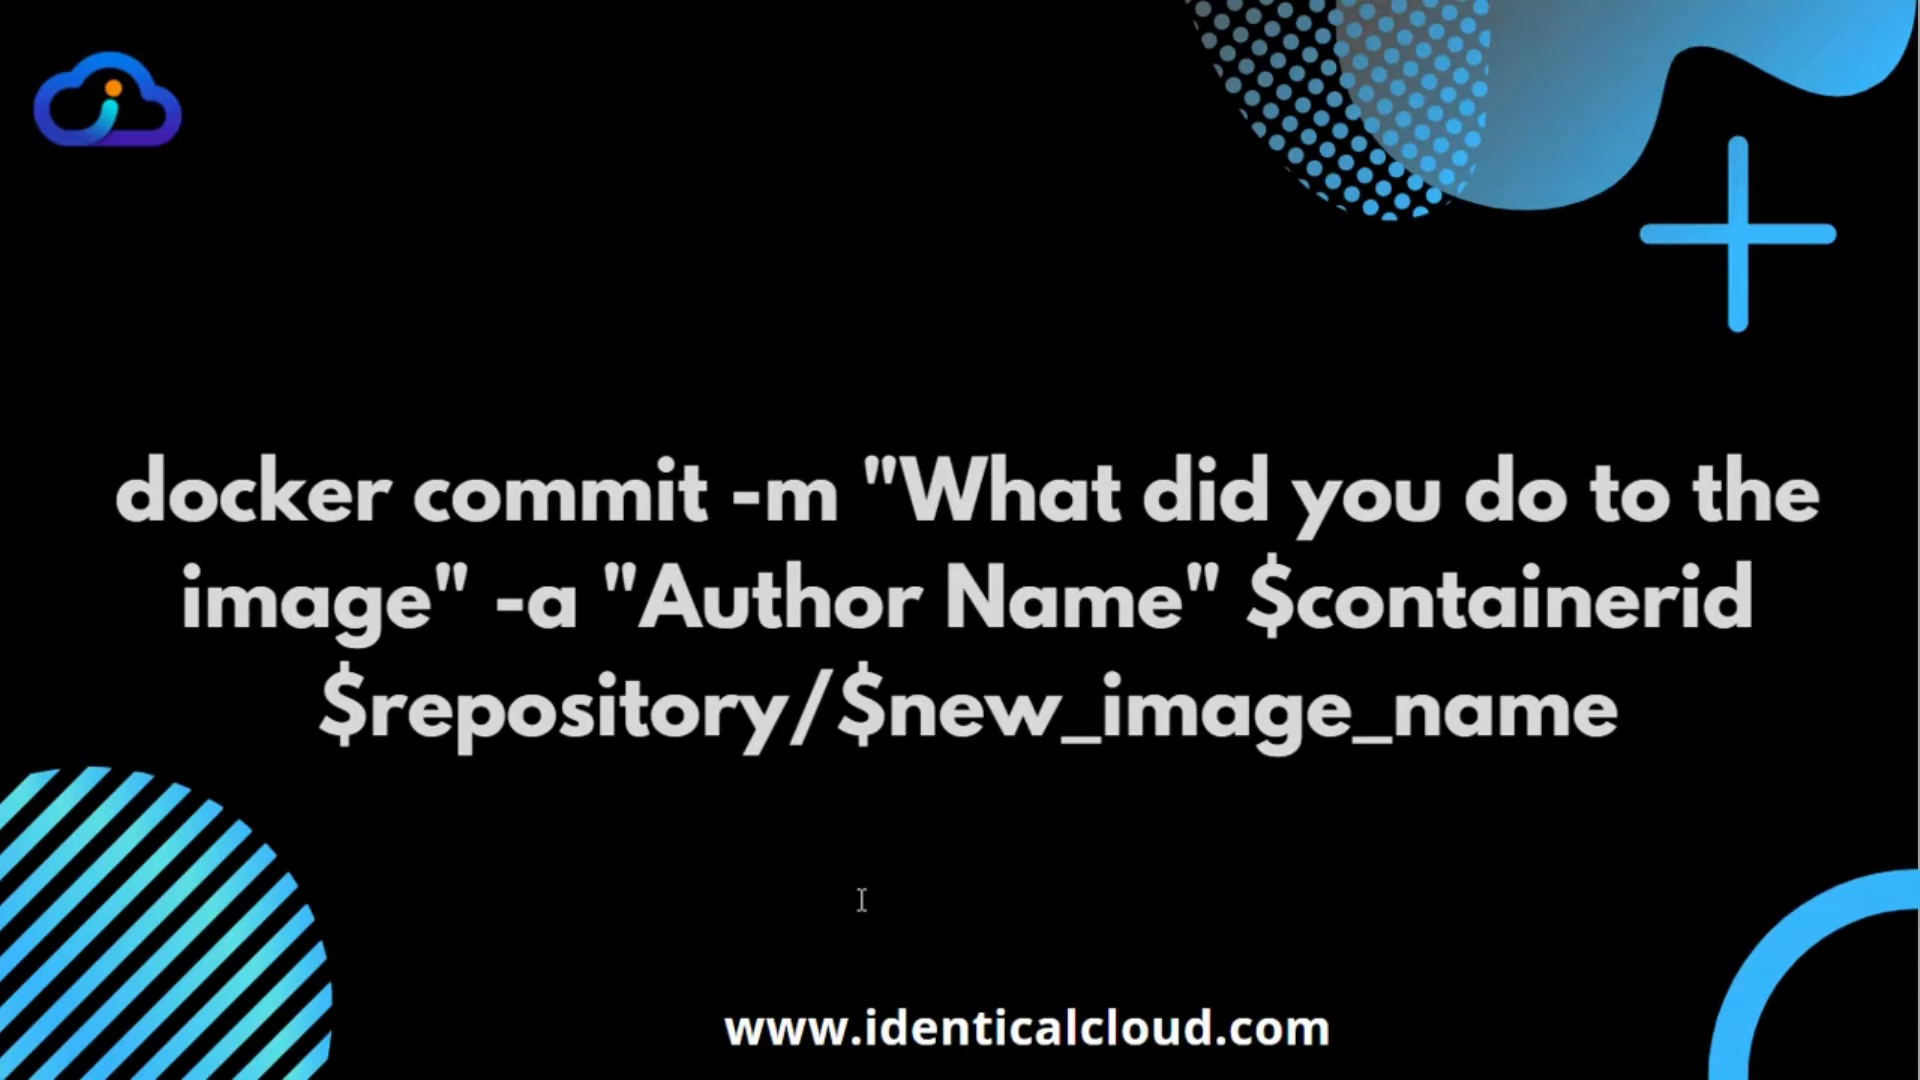 docker commit -m "What did you do to the
image" -a "Author Name" $containerid
$repository/$new_image_name
www.identicalcloud.com